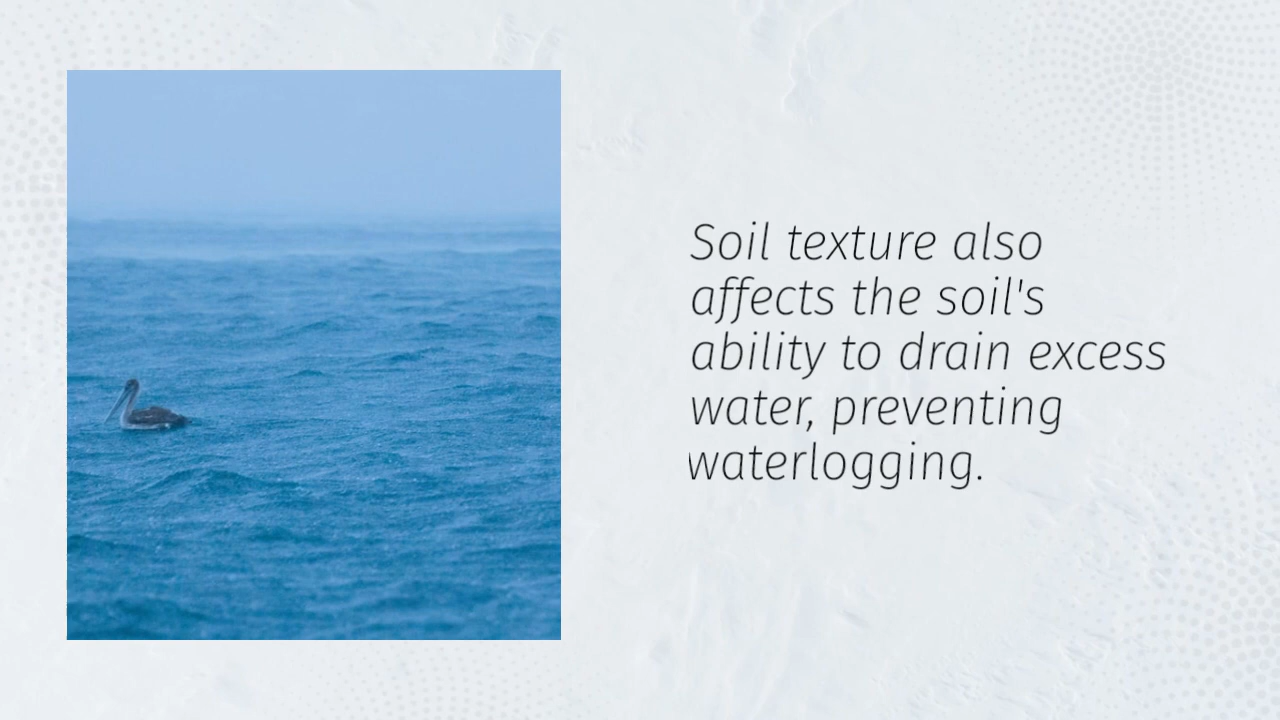 Soil texture also
affects the soil's
ability to drain excess
water, preventing
waterlogging.